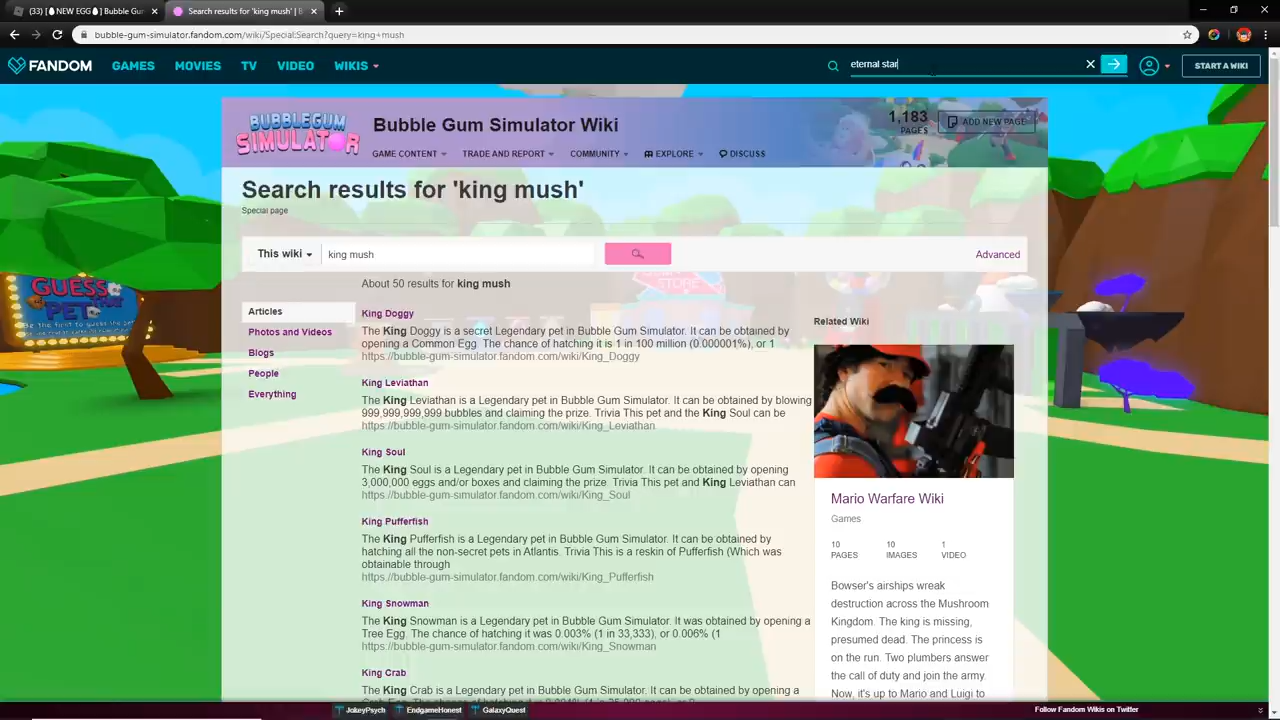 (33) [🥚NEW EGG🥚] Bubble Gum
Search results for "king mush" | B
bubble-gum-simulator.fandom.com/wiki/Special:Search?query=king+mush
FANDOM
GAMES
MOVIES
TV
VIDEO
WIKIS
eternal star
START A WIKI
BUBBLEGUM
SIMULATOR
Bubble Gum Simulator Wiki
1,183
PAGES
ADD NEW PAGE
GAME CONTENT
TRADE AND REPORT
COMMUNITY
EXPLORE
DISCUSS
Search results for 'king mush'
Special page
This wiki
king mush
Advanced
About 50 results for king mush
Articles
Photos and Videos
Blogs
People
Everything
King Doggy
The King Doggy is a secret Legendary pet in Bubble Gum Simulator. It can be obtained by
opening a Common Egg. The chance of hatching it is 1 in 100 million (0.000001%), or 1
https://bubble-gum-simulator.fandom.com/wiki/King_Doggy
King Leviathan
The King Leviathan is a Legendary pet in Bubble Gum Simulator. It can be obtained by blowing
999,999,999,999 bubbles and claiming the prize. Trivia This pet and the King Soul can be
https://bubble-gum-simulator.fandom.com/wiki/King_Leviathan
King Soul
The King Soul is a Legendary pet in Bubble Gum Simulator. It can be obtained by opening
3,000,000 eggs and/or boxes and claiming the prize. Trivia This pet and King Leviathan can
https://bubble-gum-simulator.fandom.com/wiki/King_Soul
King Pufferfish
The King Pufferfish is a Legendary pet in Bubble Gum Simulator. It can be obtained by
hatching all the non-secret pets in Atlantis. Trivia This is a reskin of Pufferfish (Which was
obtainable through
https://bubble-gum-simulator.fandom.com/wiki/King_Pufferfish
King Snowman
The King Snowman is a Legendary pet in Bubble Gum Simulator. It was obtained by opening a
Tree Egg. The chance of hatching it was 0.003% (1 in 33,333), or 0.006% (1
https://bubble-gum-simulator.fandom.com/wiki/King_Snowman
King Crab
The King Crab is a Legendary pet in Bubble Gum Simulator. It can be obtained by opening a
Related Wiki
Mario Warfare Wiki
Games
10
PAGES
10
IMAGES
1
VIDEO
Bowser's airships wreak
destruction across the Mushroom
Kingdom. The king is missing,
presumed dead. The princess is
on the run. Two plumbers answer
the call of duty and join the army.
Now, it's up to Mario and Luigi to
GUESS
PET
STORE
JokeyPsych
EndgameHonest
GalaxyQuest
Follow Fandom Wikis on Twitter